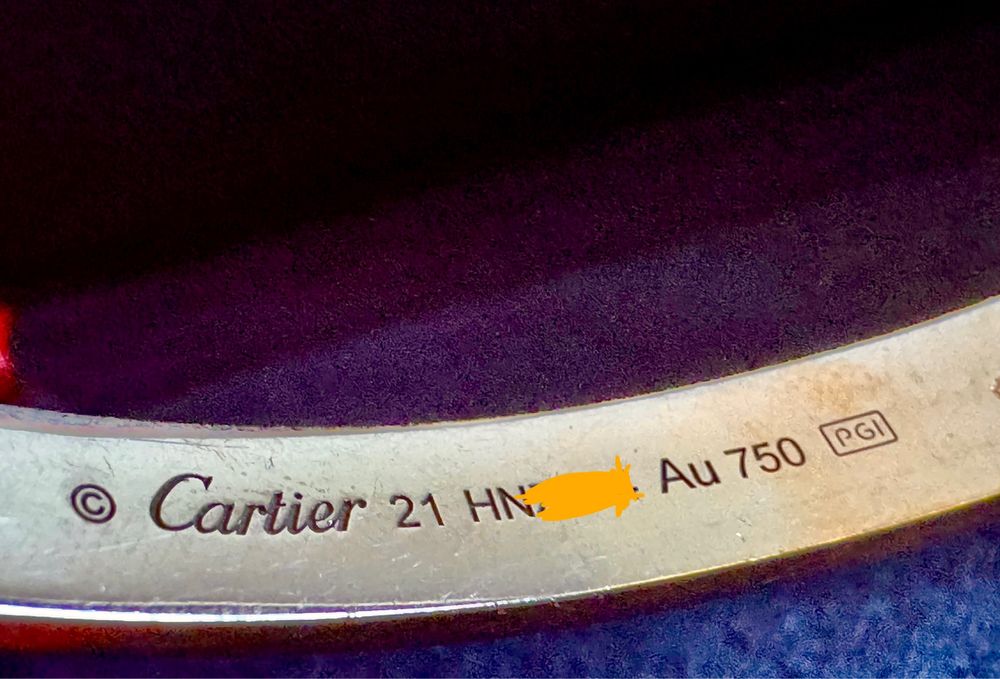 © Cartier 21 HN Au 750 PGI